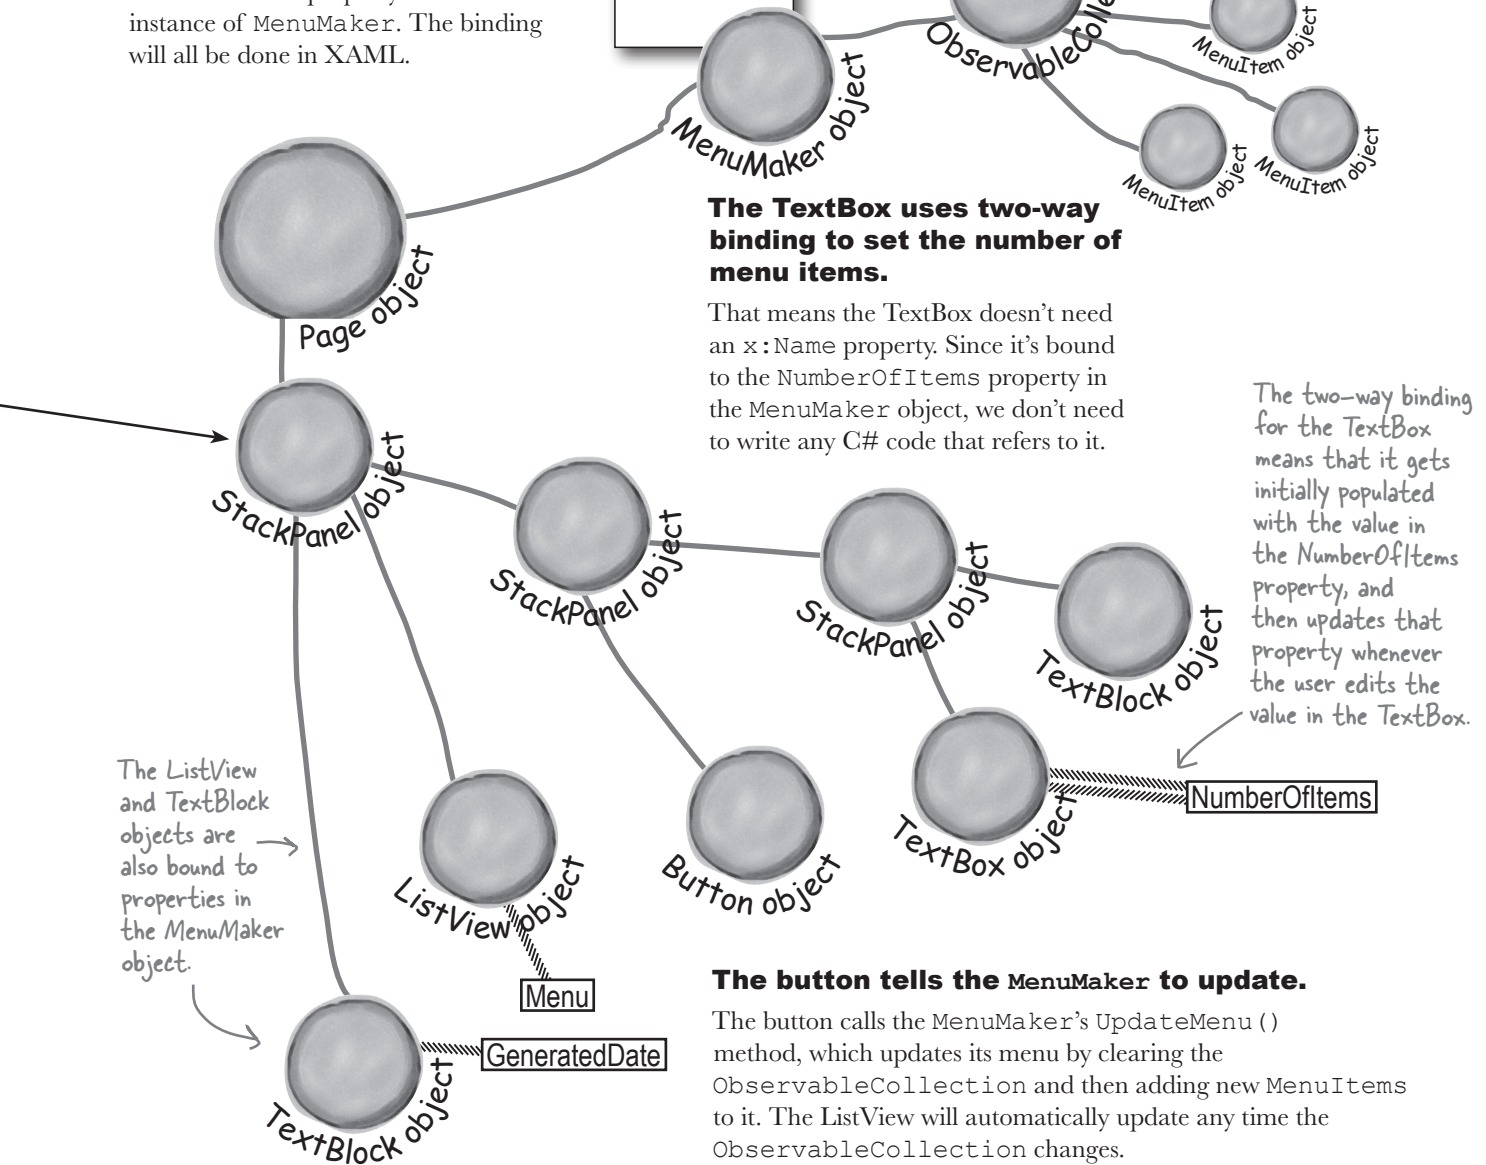 instance of MenuMaker. The binding
will all be done in XAML.
MenuMaker object
MenuItem object
MenuItem object
MenuItem object
Page object
The TextBox uses two-way
binding to set the number of
menu items.
That means the TextBox doesn't need
an x:Name property. Since it's bound
to the NumberOfItems property in
the MenuMaker object, we don't need
to write any C# code that refers to it.
The two-way binding
for the TextBox
means that it gets
initially populated
with the value in
the NumberOfItems
property, and
then updates that
property whenever
the user edits the
value in the TextBox.
StackPanel object
StackPanel object
StackPanel object
TextBlock object
TextBox object
NumberOfItems
The ListView
and TextBlock
objects are
also bound to
properties in
the MenuMaker
object.
ListView object
Button object
Menu
TextBlock object
GeneratedDate
The button tells the MenuMaker to update.
The button calls the MenuMaker's UpdateMenu()
method, which updates its menu by clearing the
ObservableCollection and then adding new MenuItems
to it. The ListView will automatically update any time the
ObservableCollection changes.